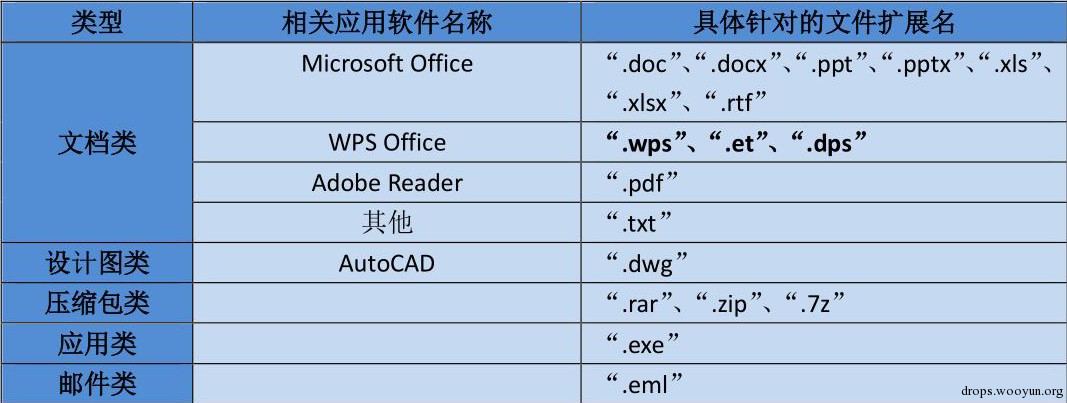 类型 相关应用软件名称 具体针对的文件扩展名
文档类
Microsoft Office “.doc”、“.docx”、“.ppt”、“.pptx”、“.xls”、
“.xlsx”、“.rtf”
WPS Office “.wps”、“.et”、“.dps”
Adobe Reader “.pdf”
其他 “.txt”
设计图类 AutoCAD “.dwg”
压缩包类 “.rar”、“.zip”、“.7z”
应用类 “.exe”
邮件类 “.eml”
drops.wooyun.org